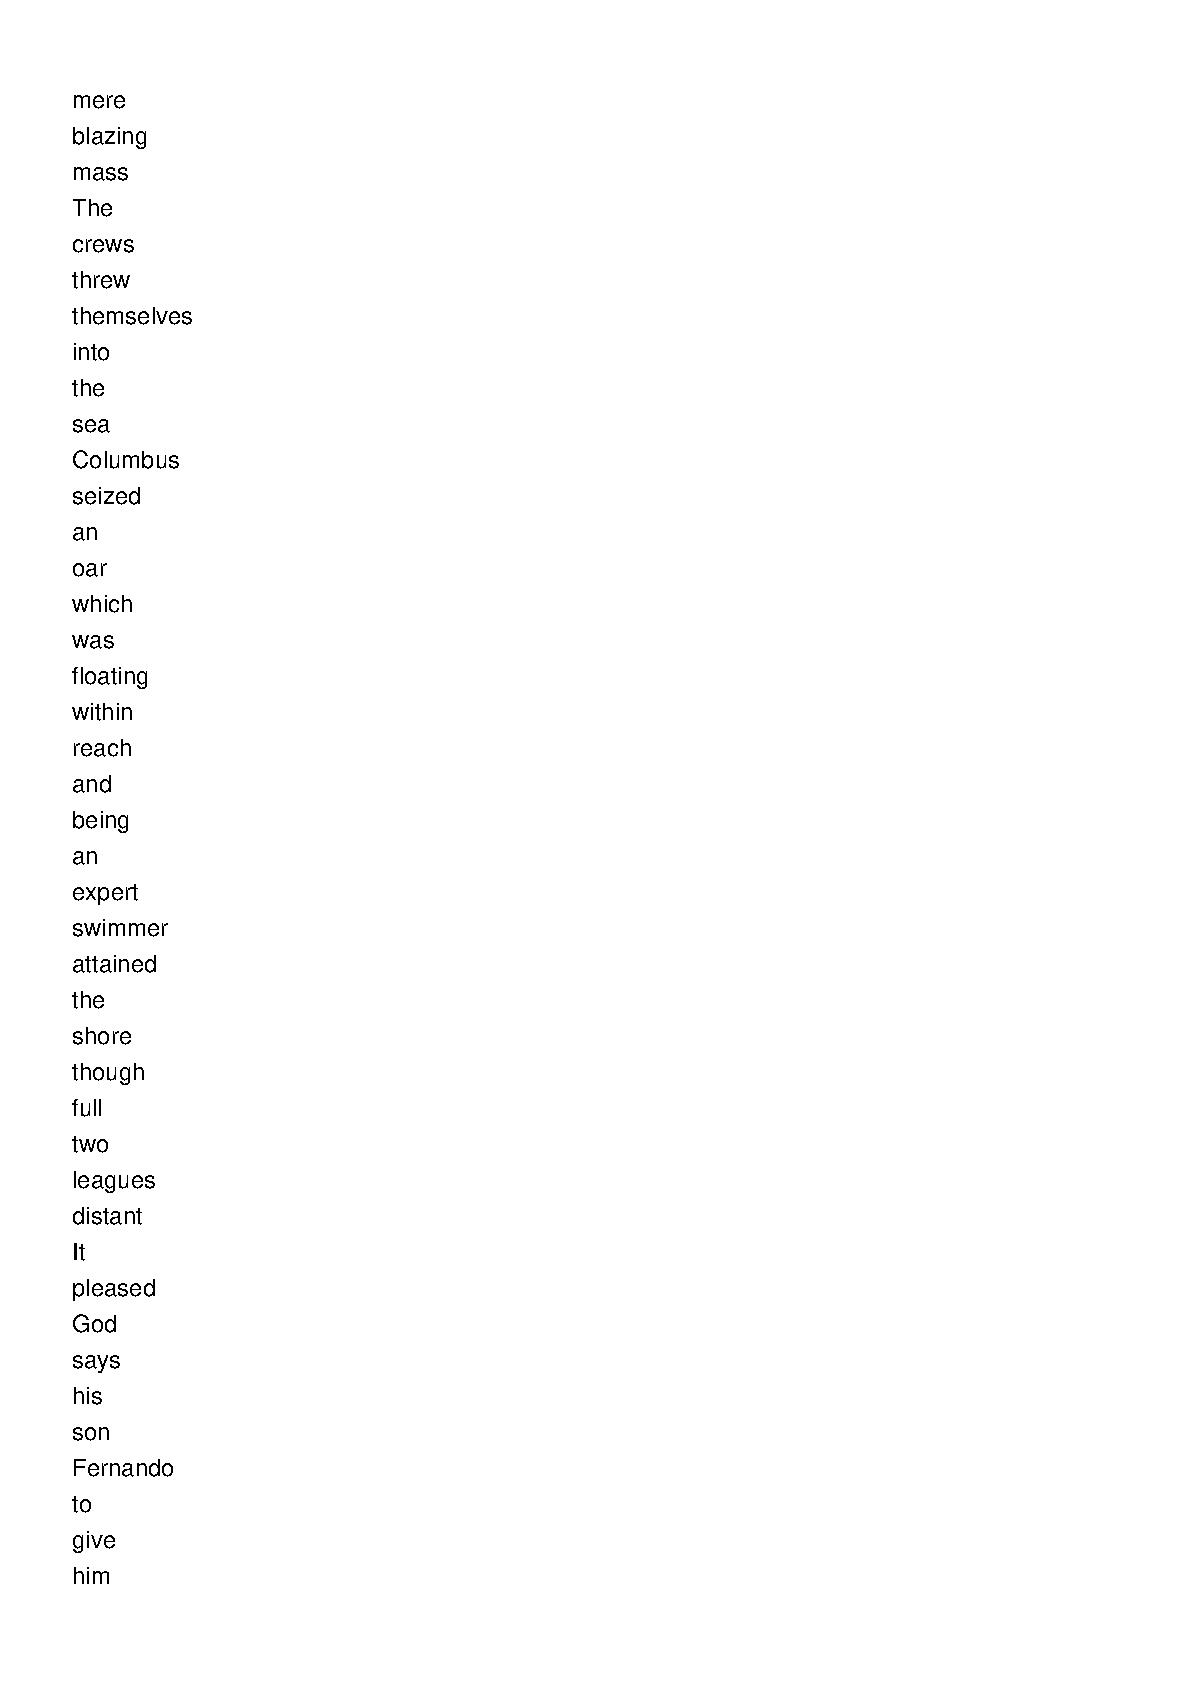 mere
blazing
mass
The
crews
threw
themselves
into
the
sea
Columbus
seized
an
oar
which
was
floating
within
reach
and
being
an
expert
swimmer
attained
the
shore
though
full
two
leagues
distant
It
pleased
God
says
his
son
Fernando
to
give
him